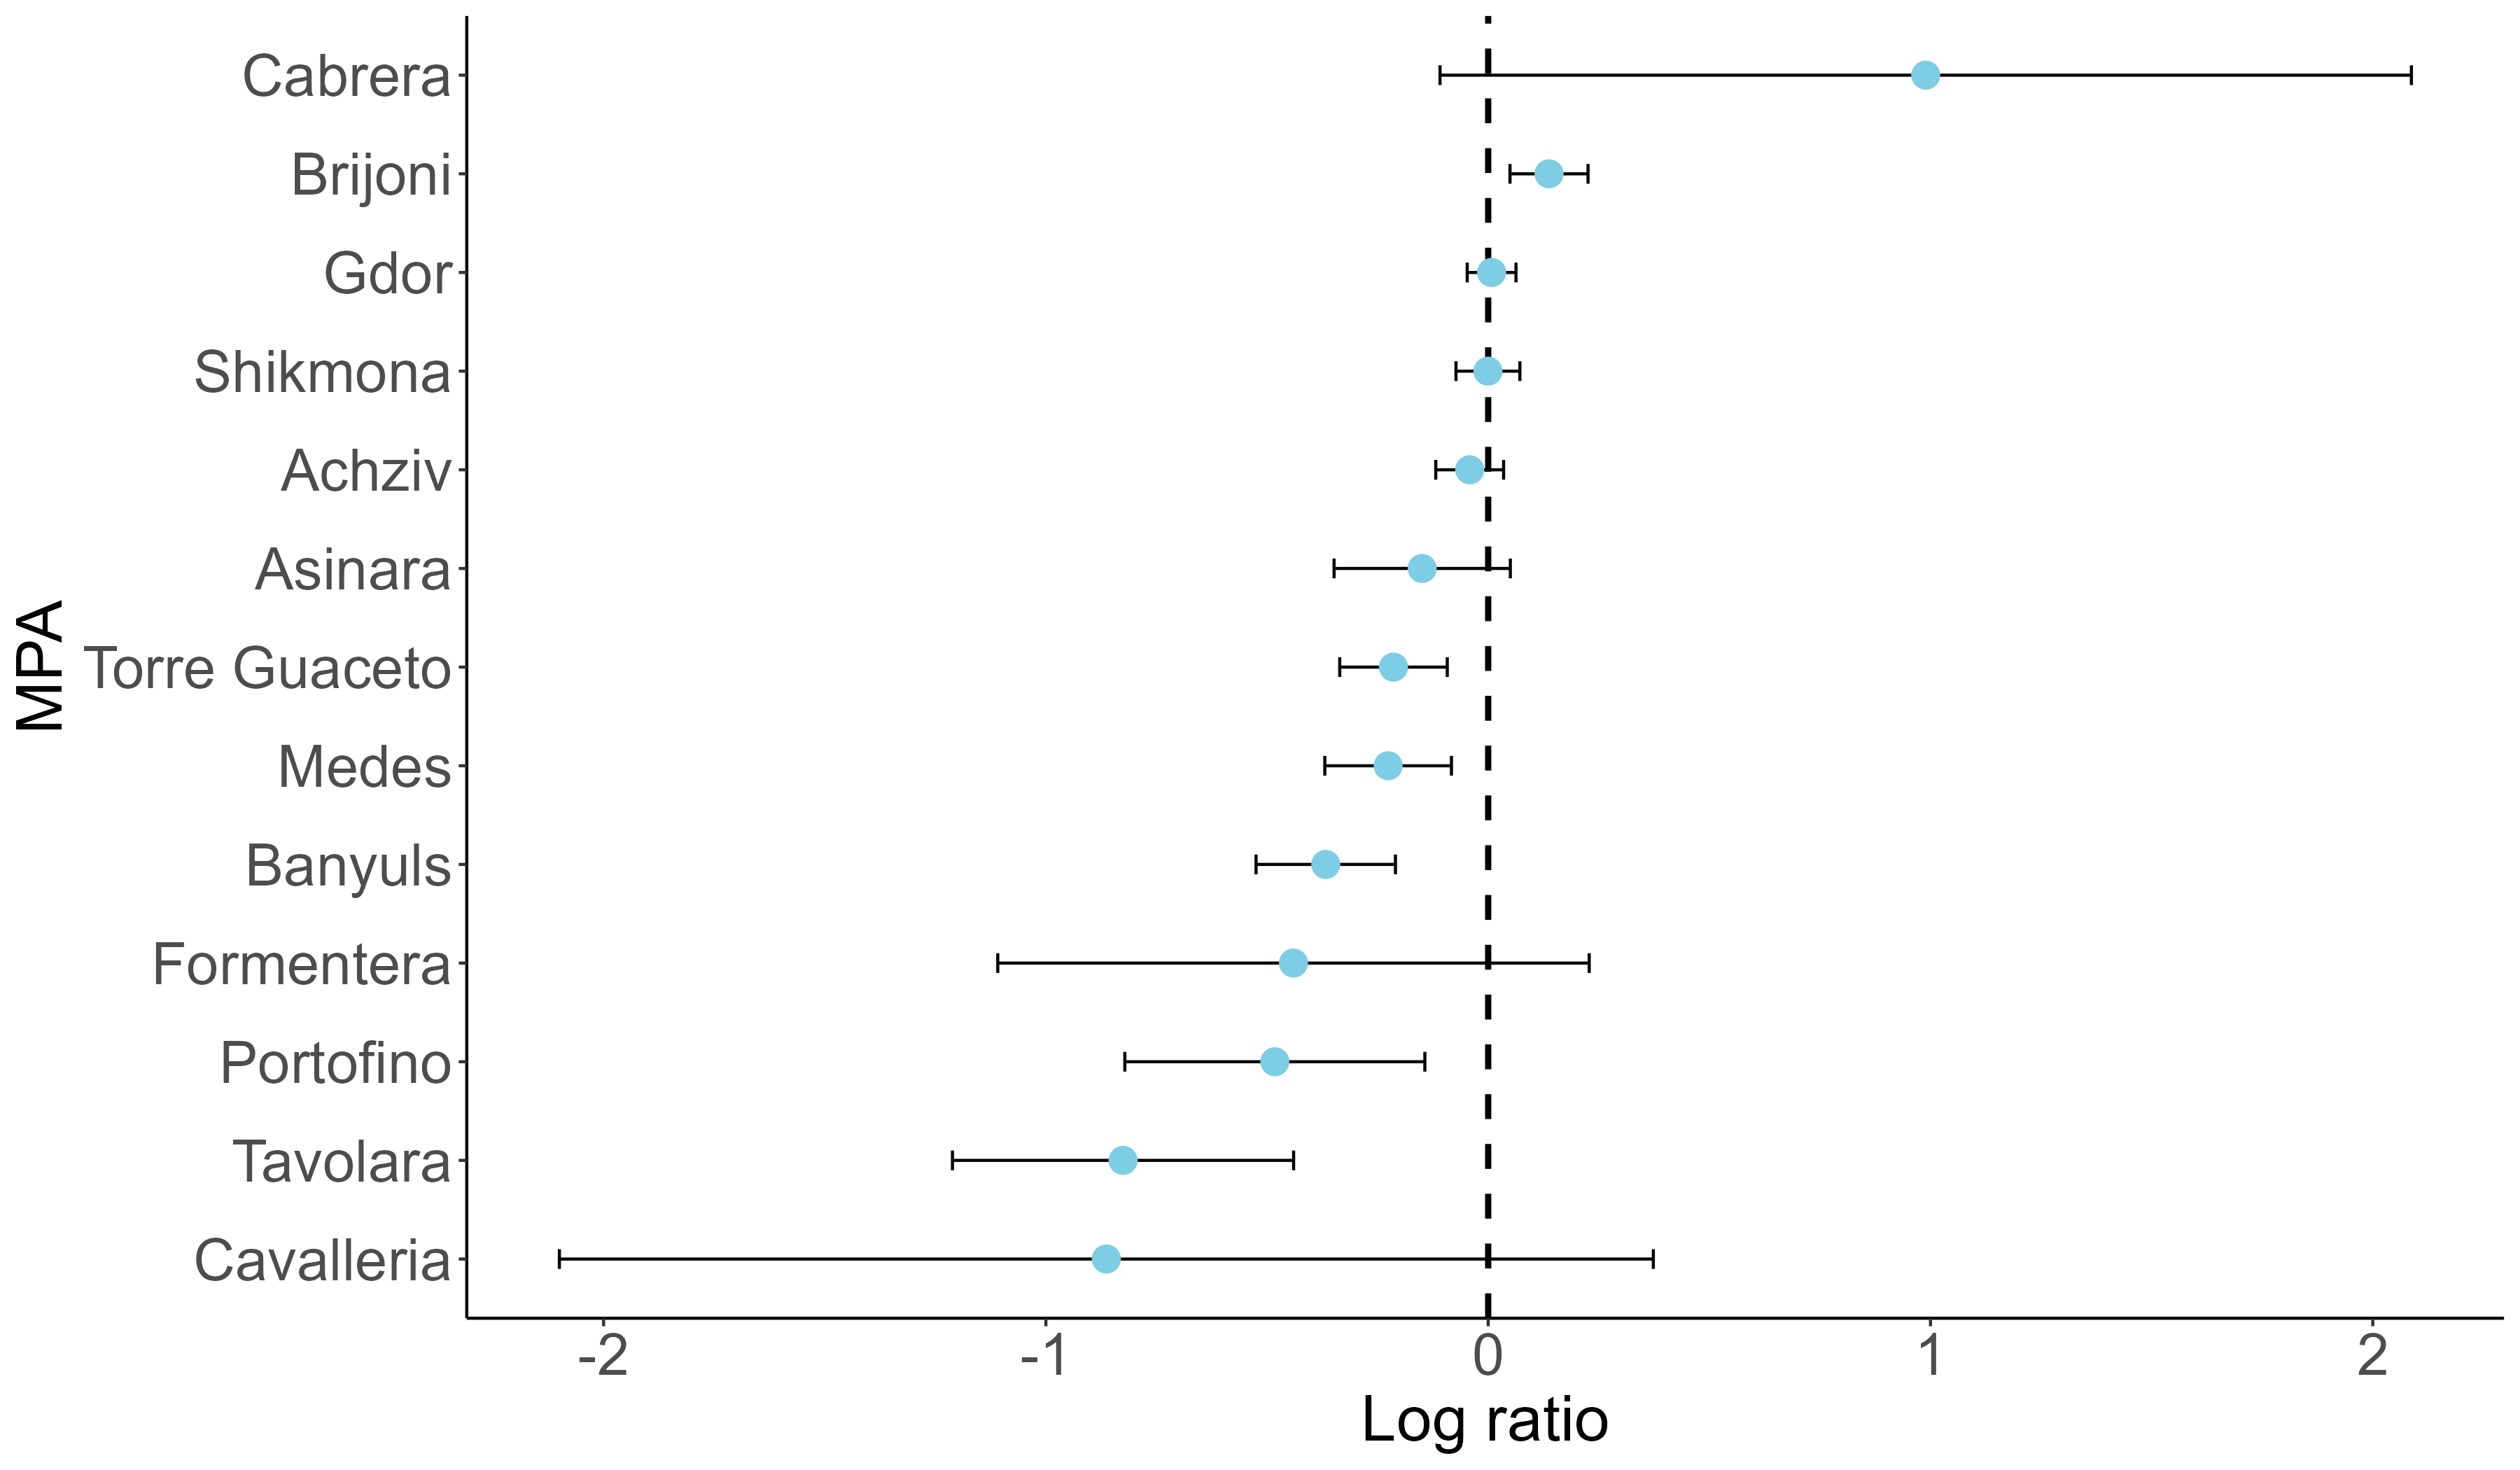 Cabrera
Brijoni
Gdor
Shikmona
Achziv
Asinara
Torre Guaceto
Medes
Banyuls
Formentera
Portofino
Tavolara
Cavalleria
MPA
-2 -1 0 1 2
Log ratio